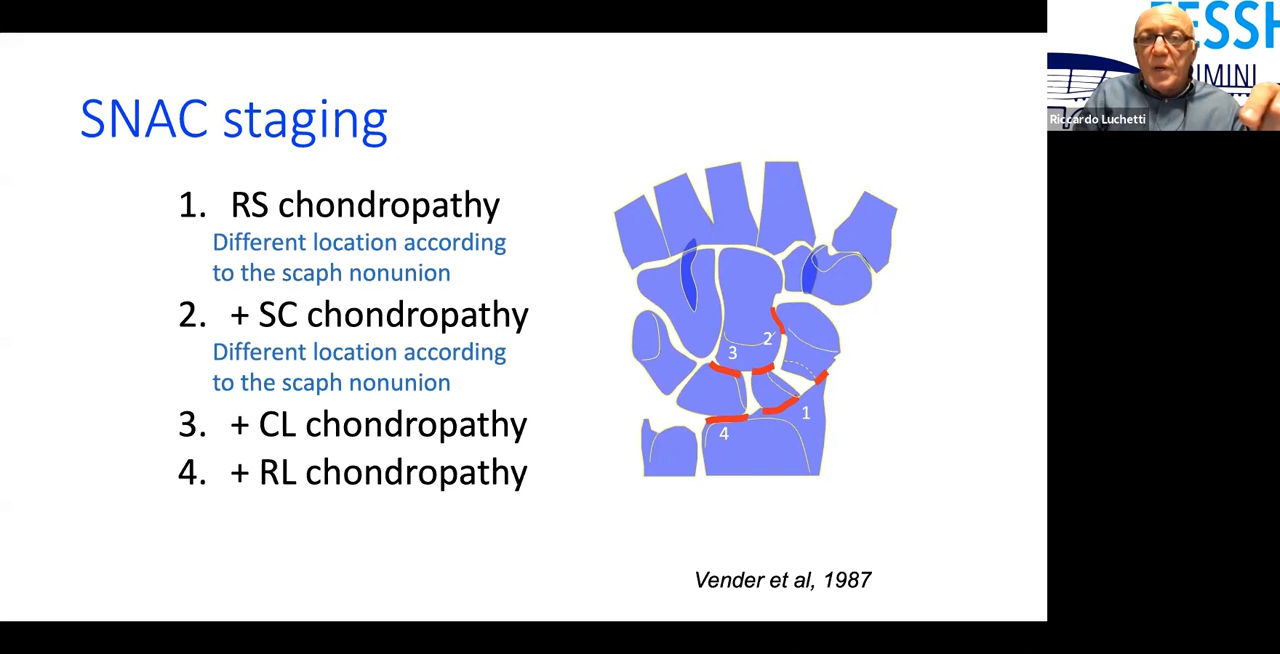 SNAC staging
1. RS chondropathy
Different location according
to the scaph nonunion
2. + SC chondropathy
Different location according
to the scaph nonunion
3. + CL chondropathy
4. + RL chondropathy
2
3
1
4
Vender et al, 1987
ESSH
RIMINI
Riccardo Luchetti